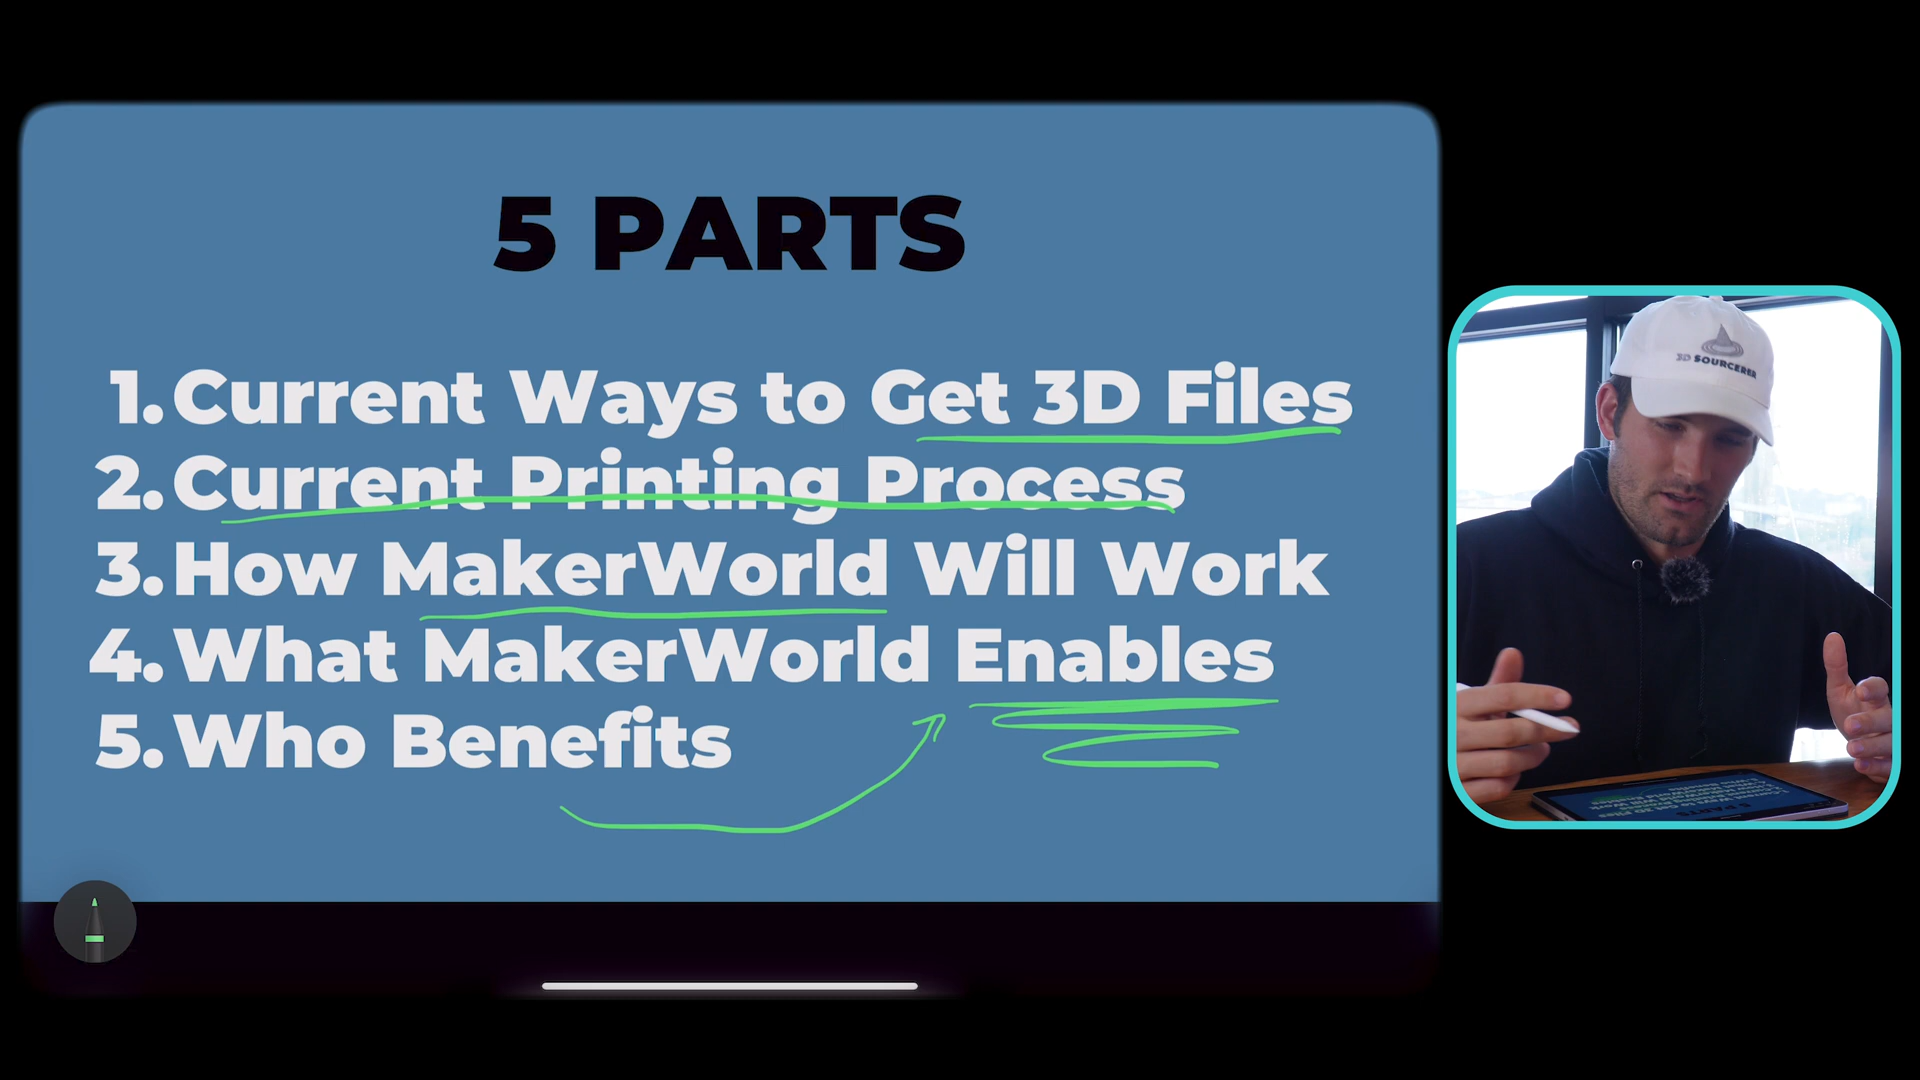 5 PARTS
1. Current Ways to Get 3D Files
2. Current Printing Process
3. How MakerWorld Will Work
4. What MakerWorld Enables
5. Who Benefits
3D SOURCERER